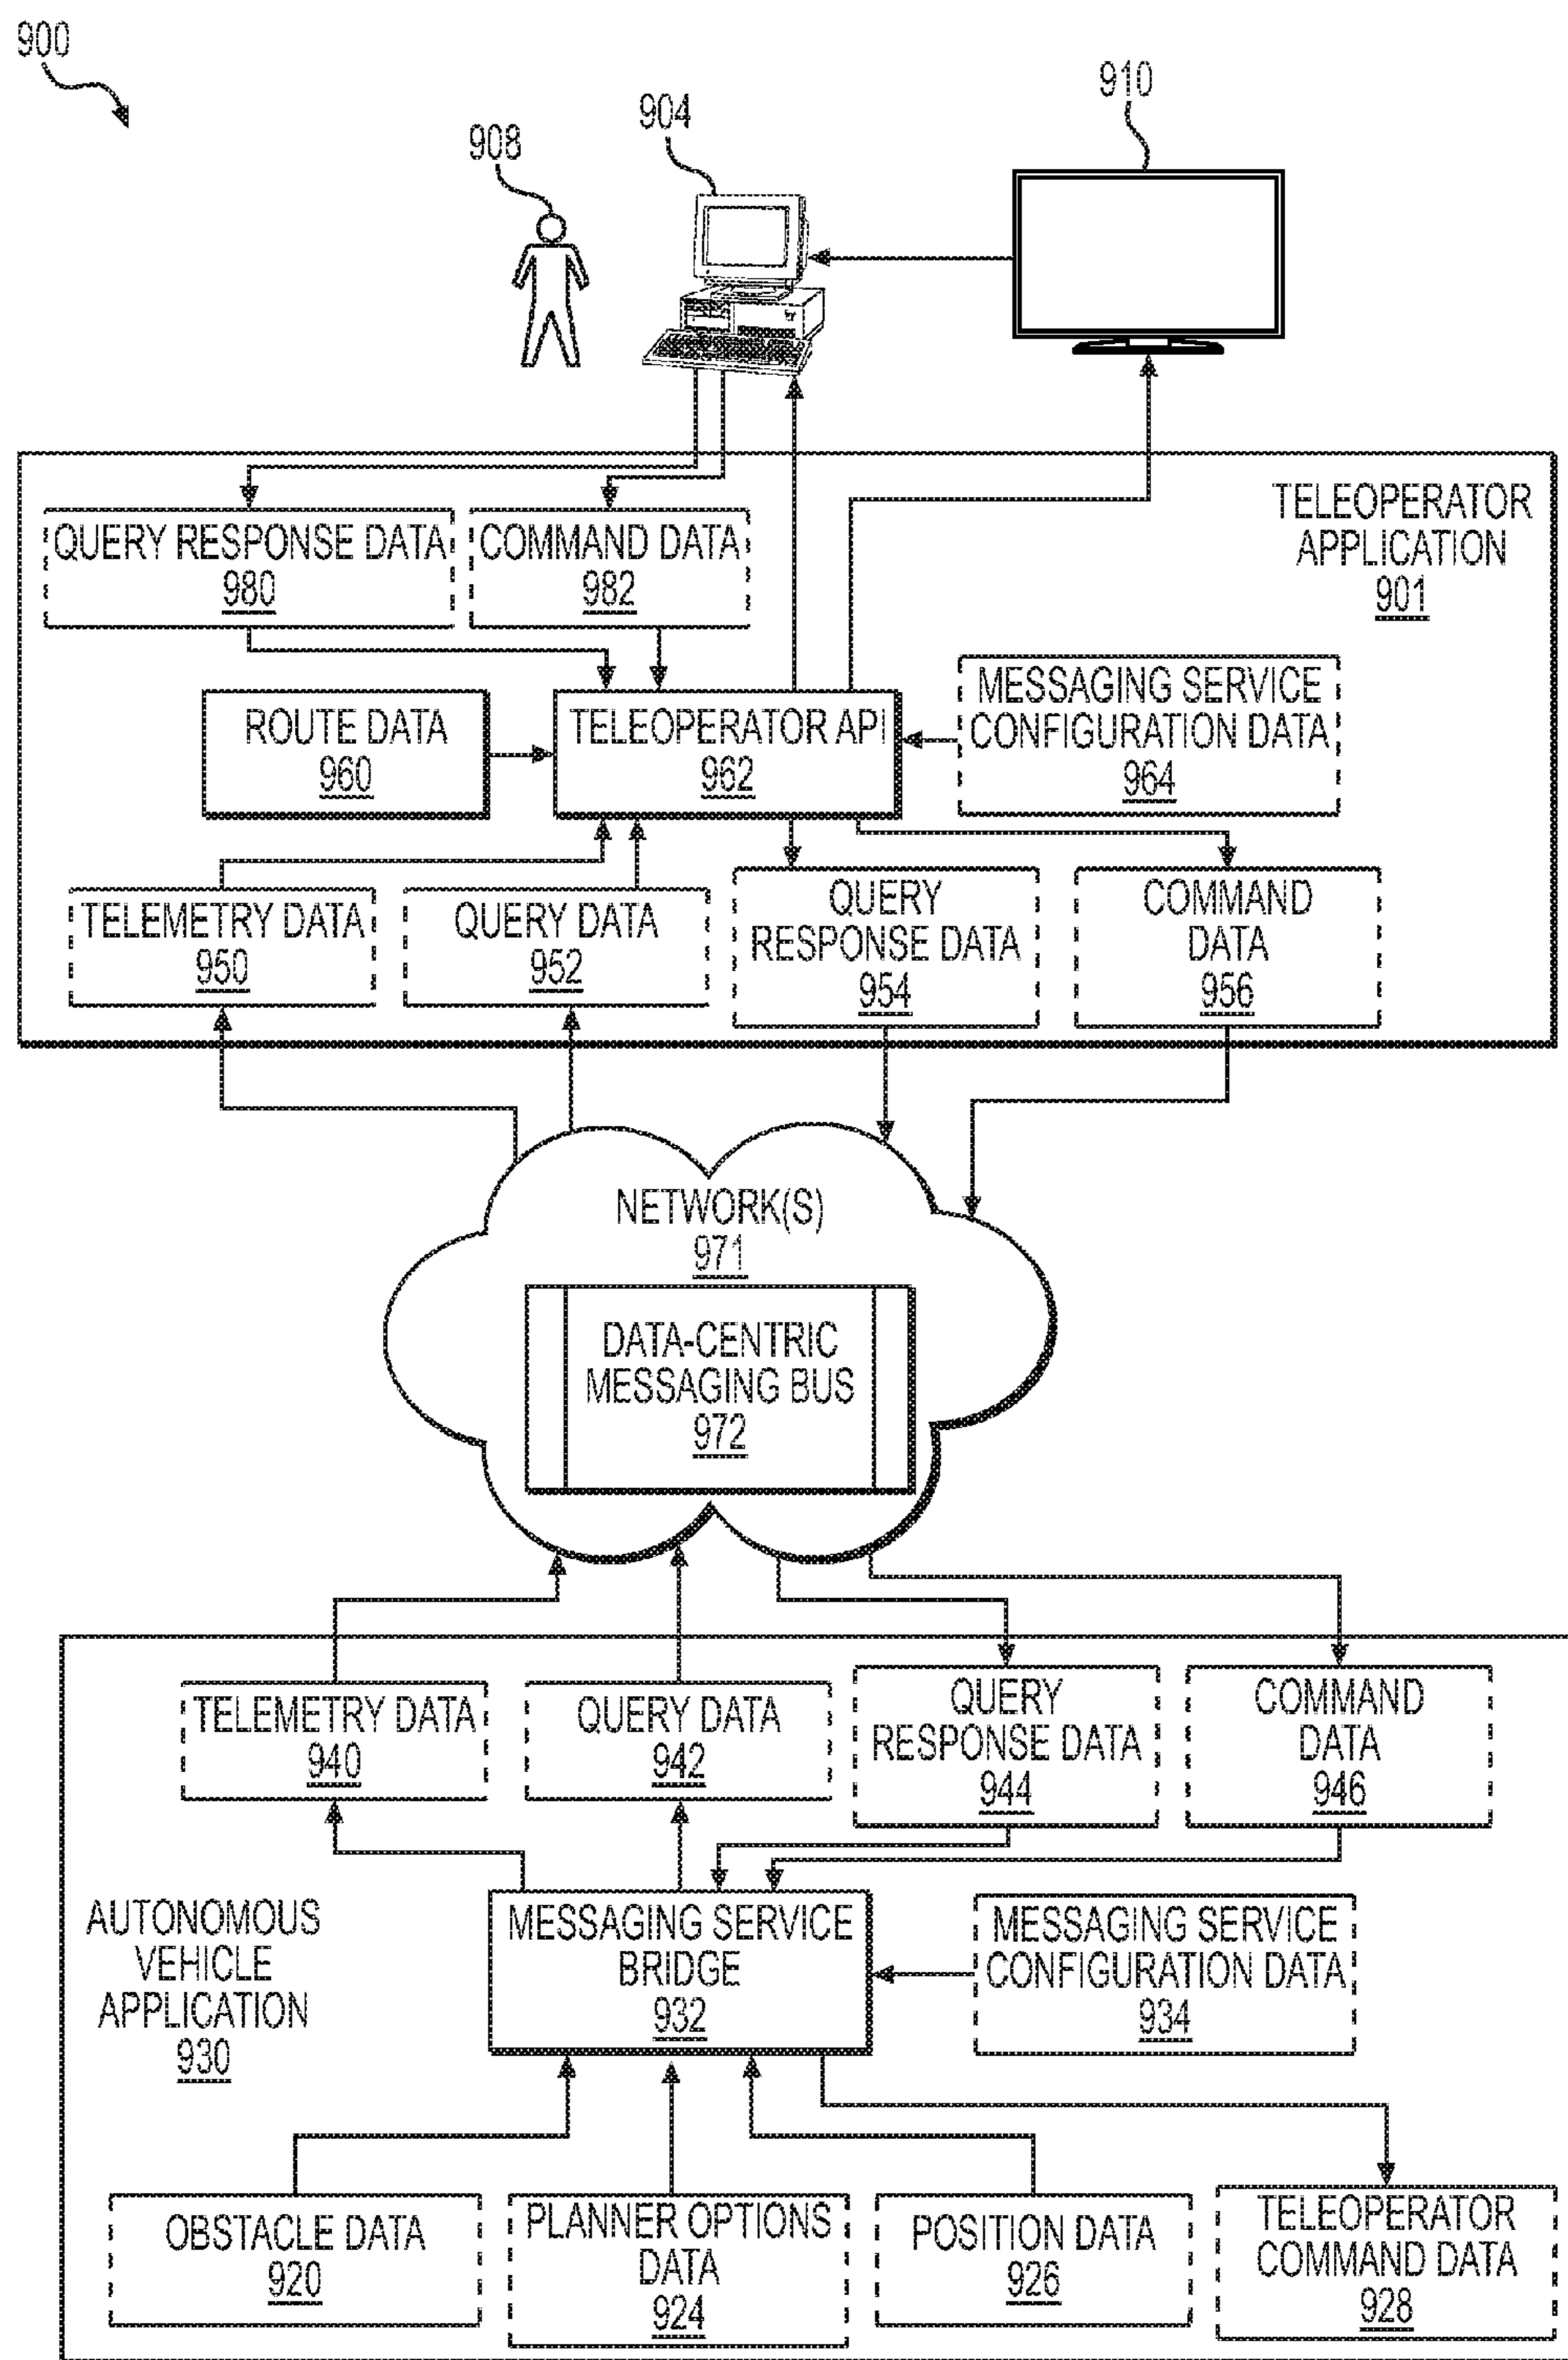 900
908
904
910
TELEOPERATOR
APPLICATION
901
QUERY RESPONSE DATA
980
COMMAND DATA
982
ROUTE DATA
960
TELEOPERATOR API
962
MESSAGING SERVICE
CONFIGURATION DATA
964
TELEMETRY DATA
950
QUERY DATA
952
QUERY
RESPONSE DATA
954
COMMAND
DATA
956
NETWORK(S)
971
DATA-CENTRIC
MESSAGING BUS
972
TELEMETRY DATA
940
QUERY DATA
942
QUERY
RESPONSE DATA
944
COMMAND
DATA
946
AUTONOMOUS
VEHICLE
APPLICATION
930
MESSAGING SERVICE
BRIDGE
932
MESSAGING SERVICE
CONFIGURATION DATA
934
OBSTACLE DATA
920
PLANNER OPTIONS
DATA
924
POSITION DATA
926
TELEOPERATOR
COMMAND DATA
928